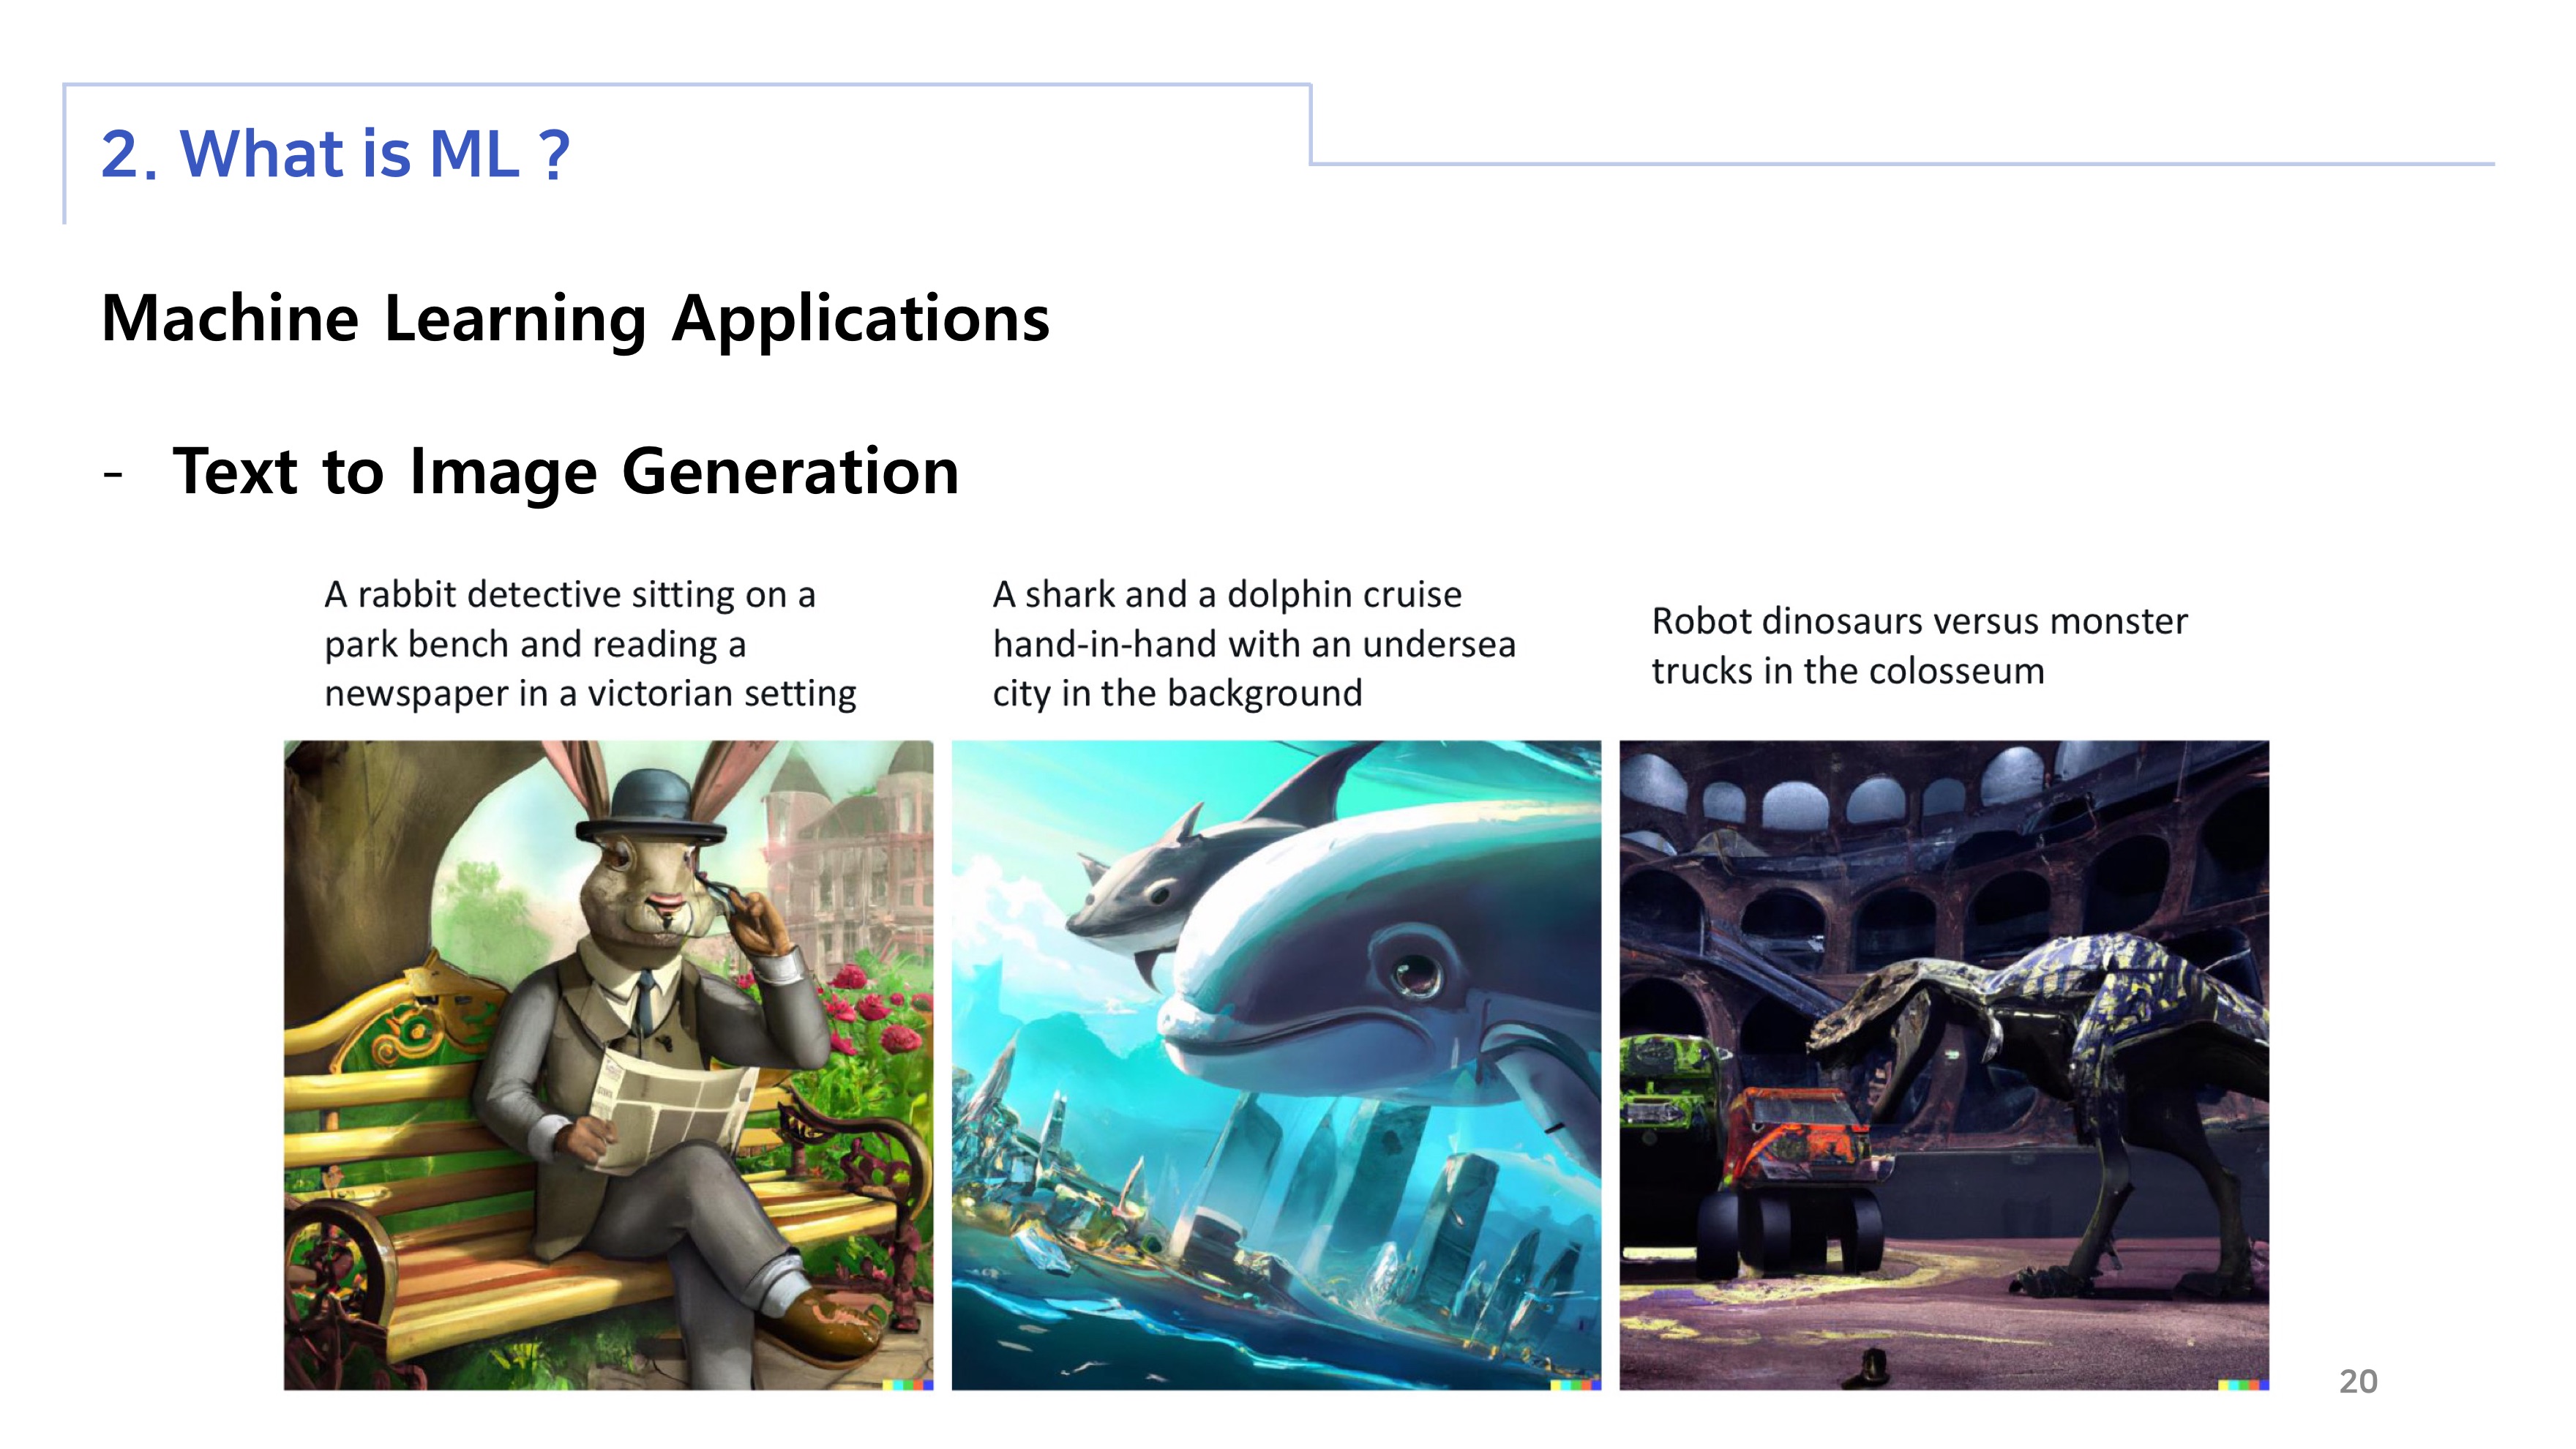 2. What is ML ?
Machine Learning Applications
- Text to Image Generation
A rabbit detective sitting on a
park bench and reading a
newspaper in a victorian setting
A shark and a dolphin cruise
hand-in-hand with an undersea
city in the background
Robot dinosaurs versus monster
trucks in the colosseum
20